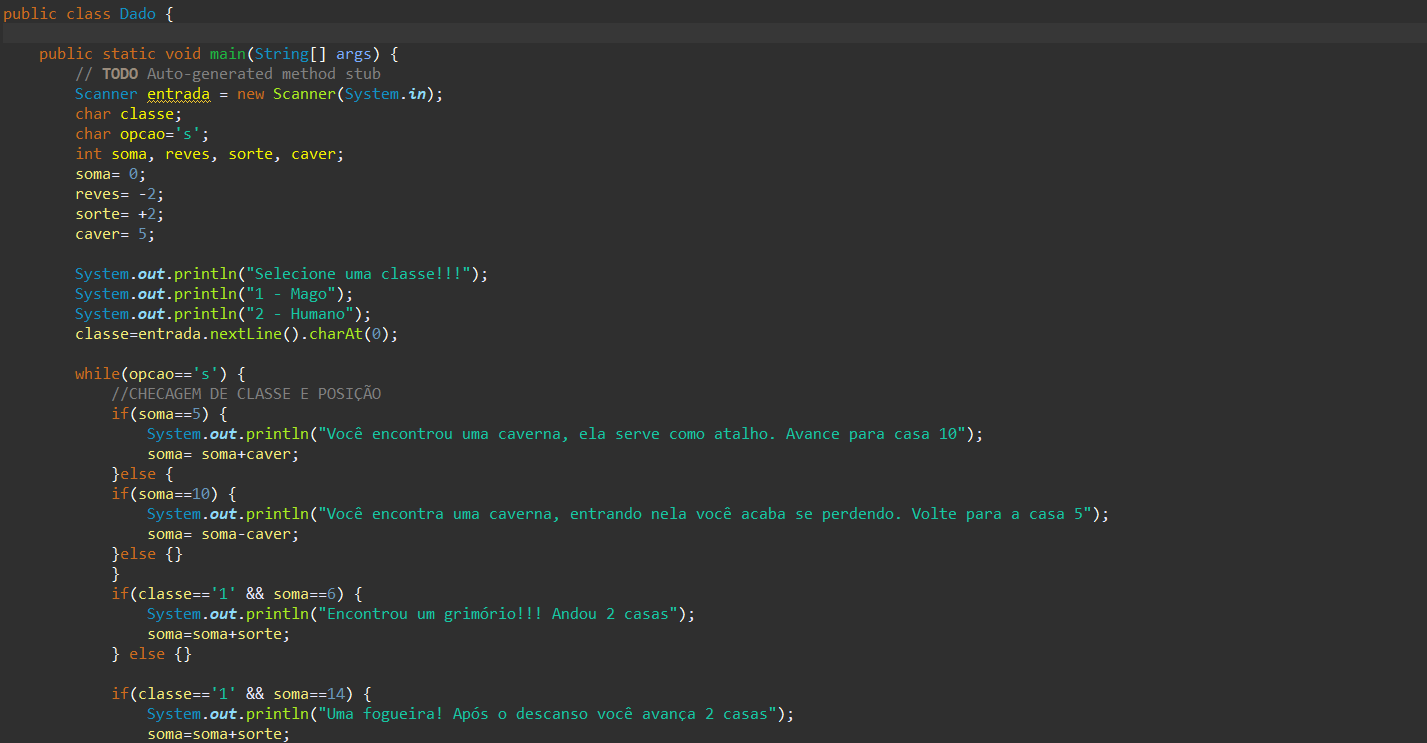 public class Dado {
public static void main(String[] args) {
// TODO Auto-generated method stub
Scanner entrada = new Scanner(System.in);
char classe;
char opcao='s';
int soma, reves, sorte, caver;
soma= 0;
reves= -2;
sorte= +2;
caver= 5;
System.out.println("Selecione uma classe!!!");
System.out.println("1 - Mago");
System.out.println("2 - Humano");
classe=entrada.nextLine().charAt(0);
while(opcao=='s') {
//CHECAGEM DE CLASSE E POSIÇÃO
if(soma==5) {
System.out.println("Você encontrou uma caverna, ela serve como atalho. Avance para casa 10");
soma= soma+caver;
}else {
if(soma==10) {
System.out.println("Você encontra uma caverna, entrando nela você acaba se perdendo. Volte para a casa 5");
soma= soma-caver;
}else {}
}
if(classe=='1' && soma==6) {
System.out.println("Encontrou um grimório!!! Andou 2 casas");
soma=soma+sorte;
} else {}
if(classe=='1' && soma==14) {
System.out.println("Uma fogueira! Após o descanso você avança 2 casas");
soma=soma+sorte;